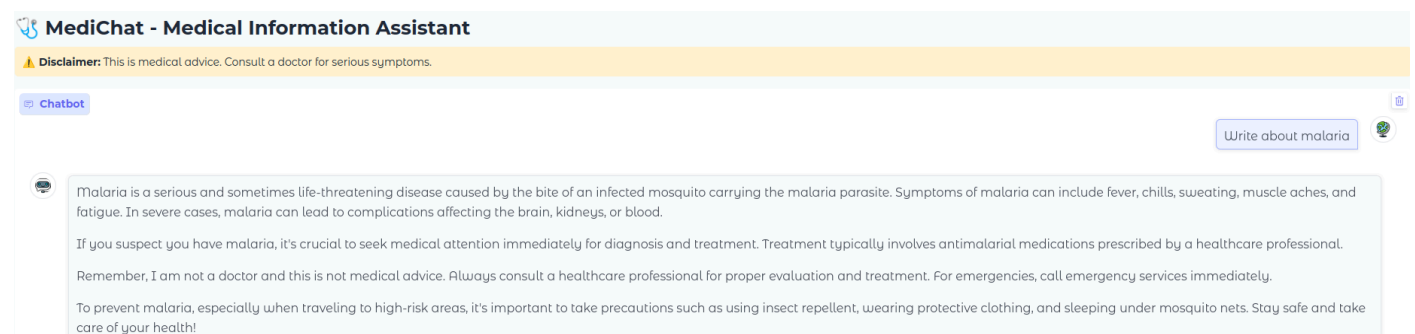 MediChat - Medical Information Assistant
Disclaimer: This is medical advice. Consult a doctor for serious symptoms.
Chatbot
Write about malaria
Malaria is a serious and sometimes life-threatening disease caused by the bite of an infected mosquito carrying the malaria parasite. Symptoms of malaria can include fever, chills, sweating, muscle aches, and
fatigue. In severe cases, malaria can lead to complications affecting the brain, kidneys, or blood.
If you suspect you have malaria, it's crucial to seek medical attention immediately for diagnosis and treatment. Treatment typically involves antimalarial medications prescribed by a healthcare professional.
Remember, I am not a doctor and this is not medical advice. Always consult a healthcare professional for proper evaluation and treatment. For emergencies, call emergency services immediately.
To prevent malaria, especially when traveling to high-risk areas, it's important to take precautions such as using insect repellent, wearing protective clothing, and sleeping under mosquito nets. Stay safe and take
care of your health!